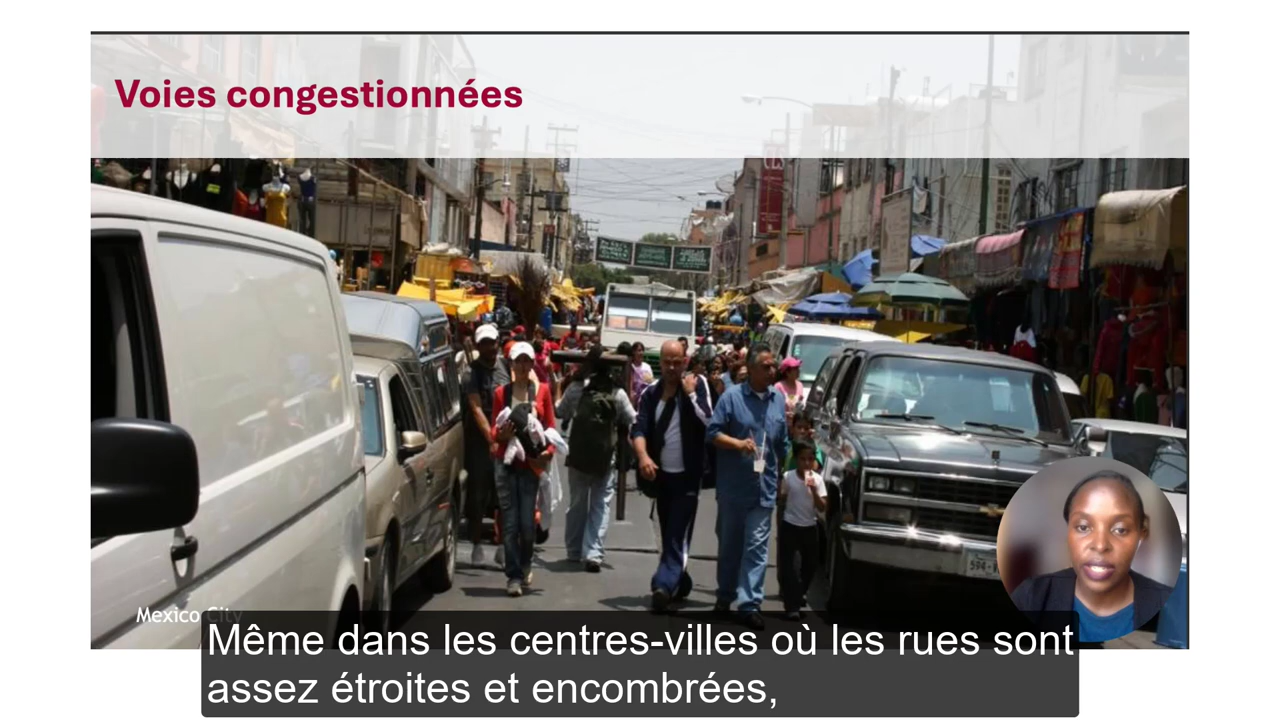 Voies congestionnées
Mexico City
Même dans les centres-villes où les rues sont
assez étroites et encombrées,